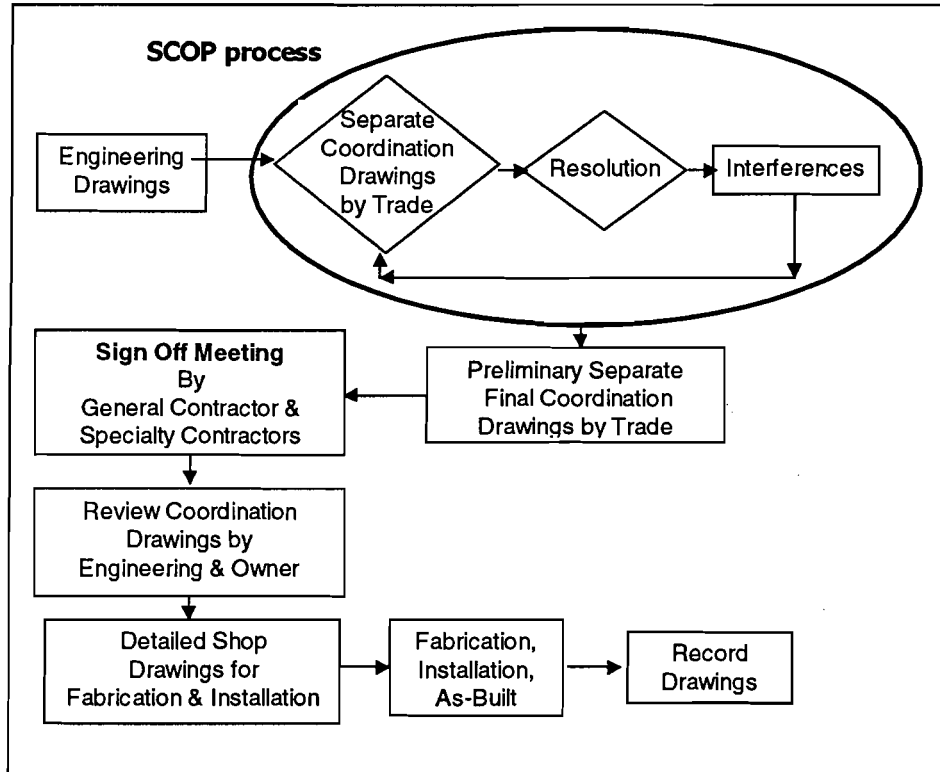 SCOP process
Engineering
Drawings
Separate
Coordination
Drawings
by Trade
Resolution
Interferences
Preliminary Separate
Final Coordination
Drawings by Trade
Sign Off Meeting
By
General Contractor &
Specialty Contractors
Review Coordination
Drawings by
Engineering & Owner
Detailed Shop
Drawings for
Fabrication & Installation
Fabrication,
Installation,
As-Built
Record
Drawings